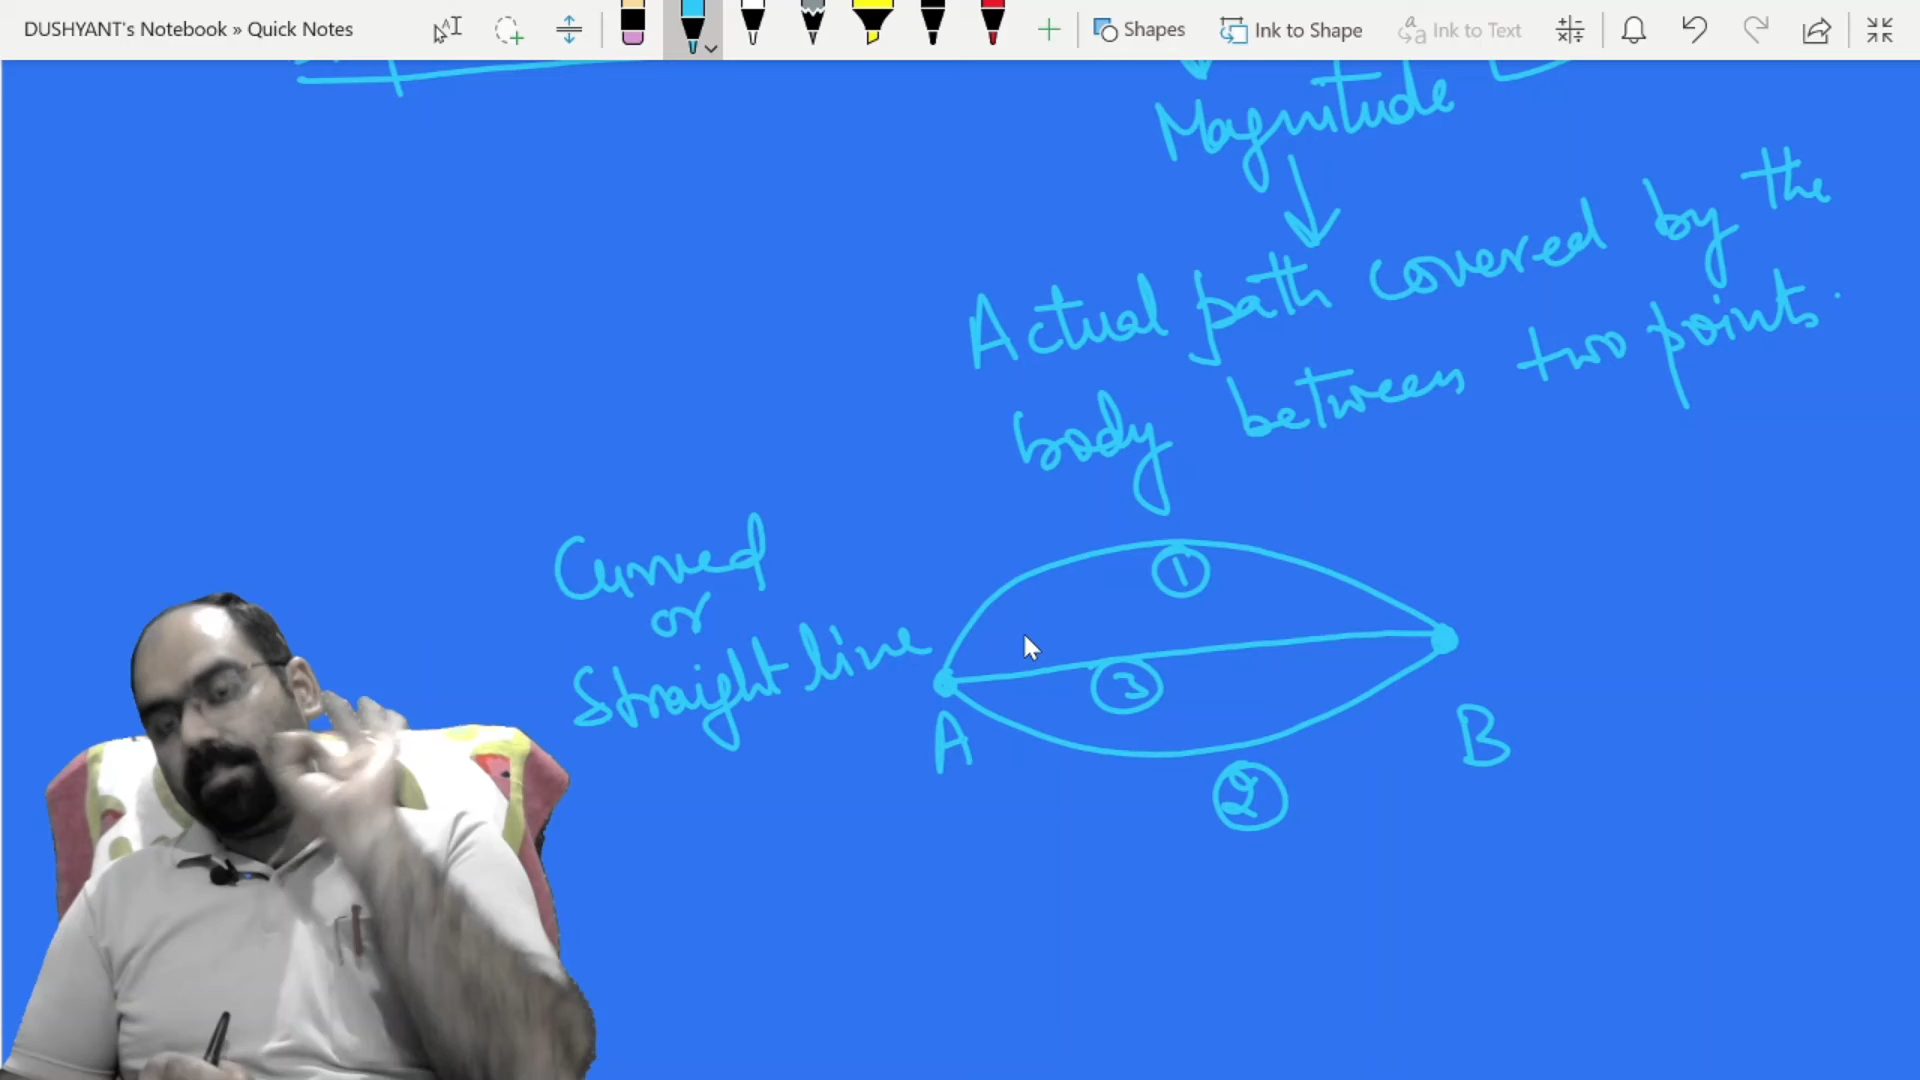 DUSHYANT's Notebook » Quick Notes
Shapes
Ink to Shape
Ink to Text
Magnitude
Actual path covered by the
body between two points.
Curved
or
Straight line
1
3
2
A
B